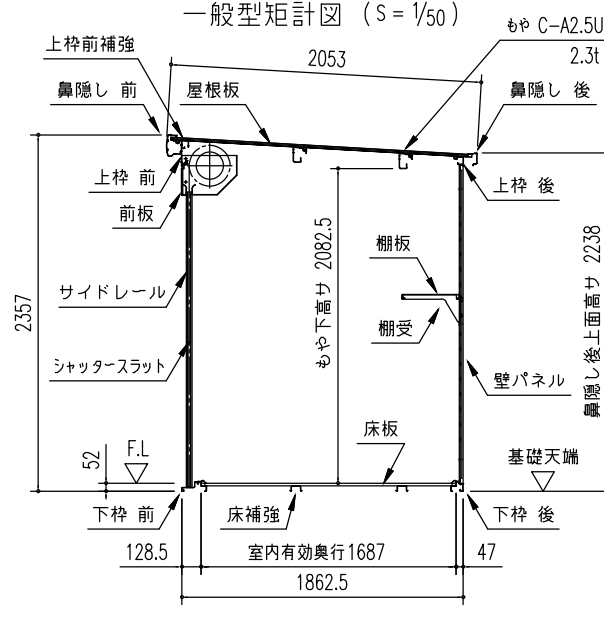 一般型矩計図 (S=1/50)
もや C-A2.5U
2.3t
上枠前補強
2053
鼻隠し 前
屋根板
鼻隠し 後
上枠 前
上枠 後
前板
もや下高サ 2082.5
棚板
鼻隠し後上面高サ 2238
サイドレール
2357
棚受
シャッタースラット
壁パネル
床板
F.L
52
基礎天端
下枠 前
床補強
下枠 後
128.5
室内有効奥行1687
47
1862.5